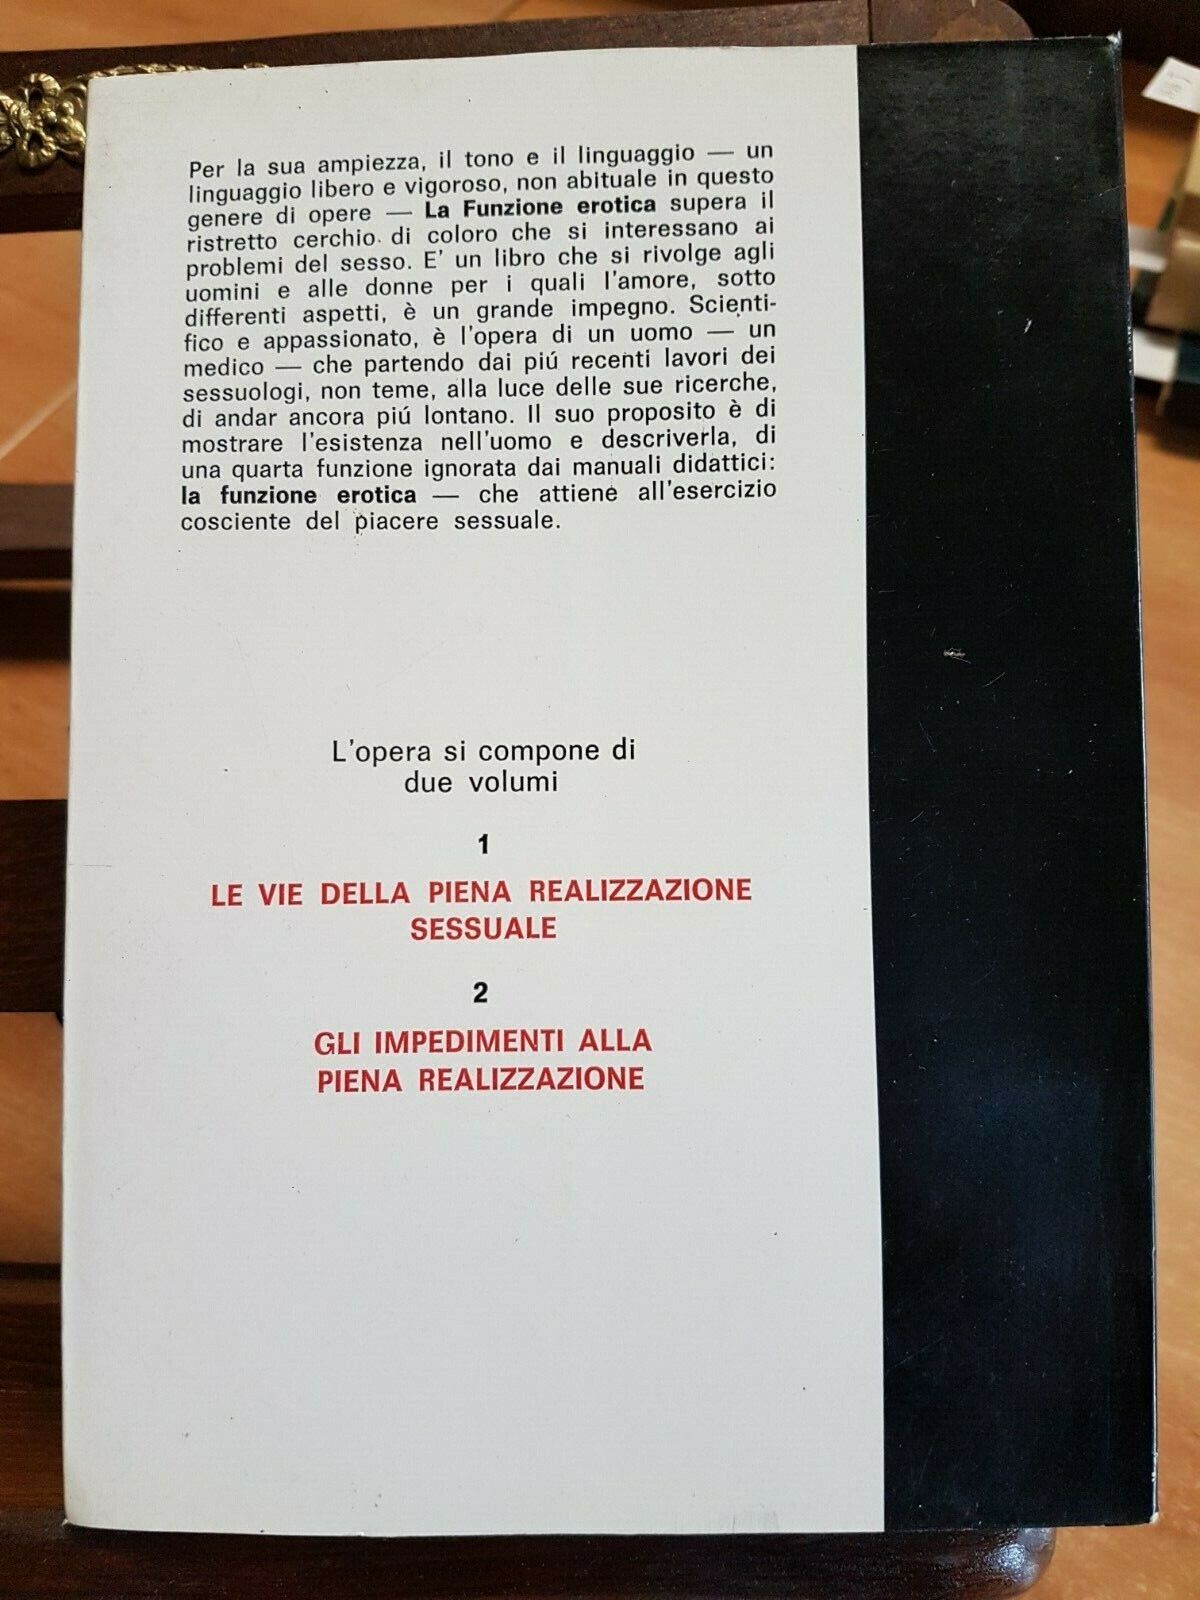 Per la sua ampiezza, il tono e il linguaggio — un
linguaggio libero e vigoroso, non abituale in questo
genere di opere — La Funzione erotica supera il
ristretto cerchio di coloro che si interessano ai
problemi del sesso. E' un libro che si rivolge agli
uomini e alle donne per i quali l'amore, sotto
differenti aspetti, è un grande impegno. Scienti-
fico e appassionato, è l'opera di un uomo — un
medico — che partendo dai piú recenti lavori dei
sessuologi, non teme, alla luce delle sue ricerche,
di andar ancora piú lontano. Il suo proposito è di
mostrare l'esistenza nell'uomo e descriverla, di
una quarta funzione ignorata dai manuali didattici:
la funzione erotica — che attiene all'esercizio
cosciente del piacere sessuale.
L'opera si compone di
due volumi
1
LE VIE DELLA PIENA REALIZZAZIONE
SESSUALE
2
GLI IMPEDIMENTI ALLA
PIENA REALIZZAZIONE